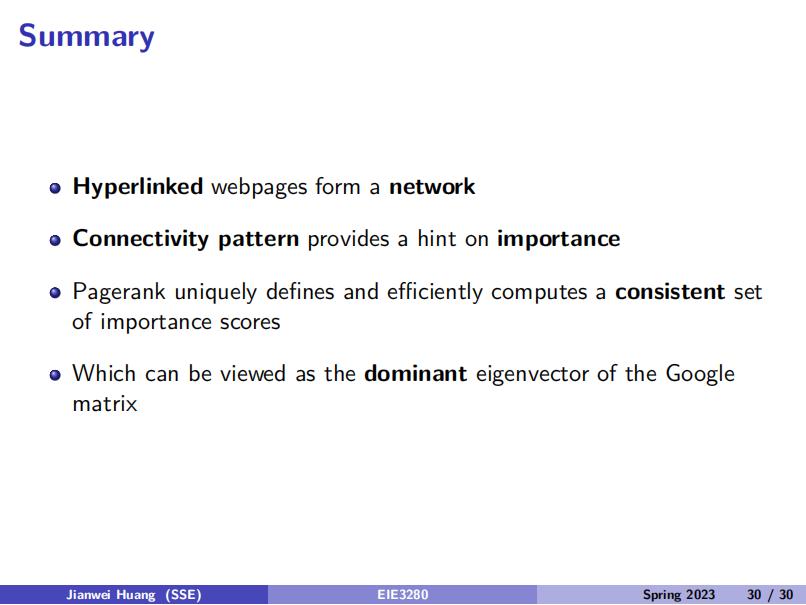 Summary
Hyperlinked webpages form a network
Connectivity pattern provides a hint on importance
Pagerank uniquely defines and efficiently computes a consistent set
of importance scores
Which can be viewed as the dominant eigenvector of the Google
matrix
Jianwei Huang (SSE) EIE3280 Spring 2023 30 / 30